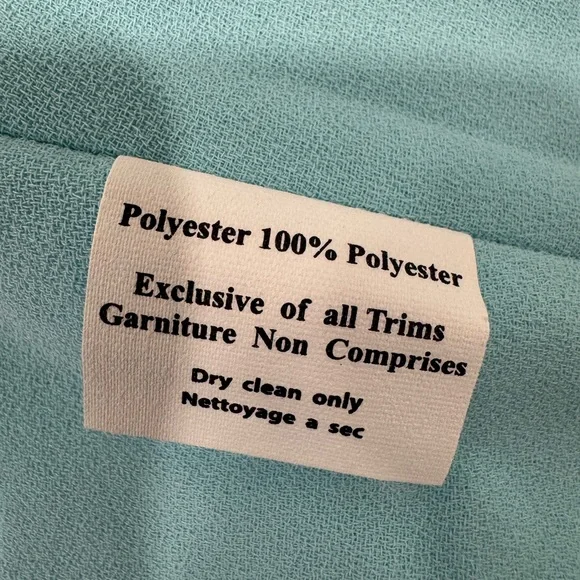 Polyester 100% Polyester
Exclusive of all Trims
Garniture Non Comprises
Dry clean only
Nettoyage a sec